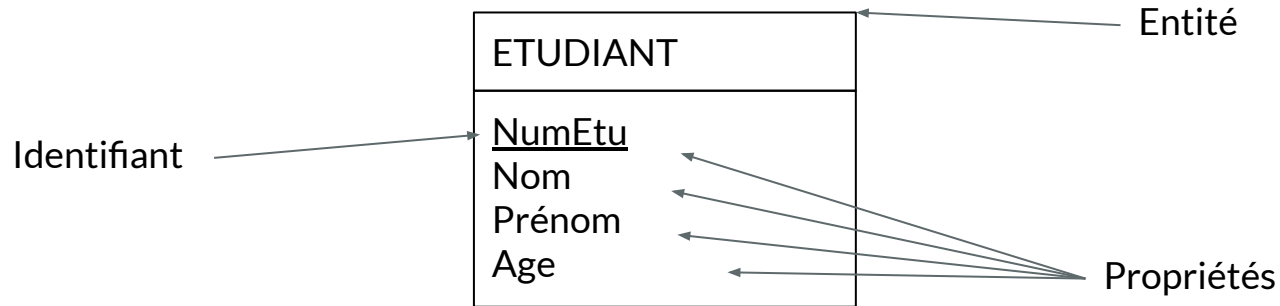 Entité
ETUDIANT
Identifiant
NumEtu
Nom
Prénom
Age
Propriétés